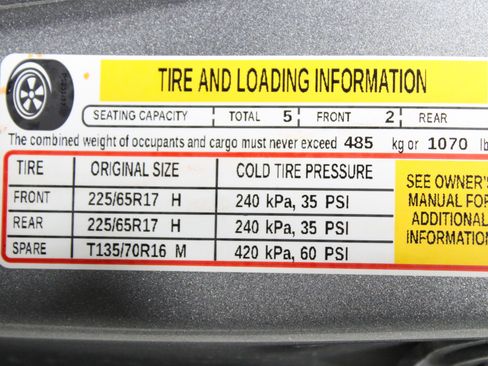 TIRE AND LOADING INFORMATION
SEATING CAPACITY TOTAL 5 FRONT 2 REAR
The combined weight of occupants and cargo must never exceed 485 kg or 1070 lb
TIRE ORIGINAL SIZE COLD TIRE PRESSURE
FRONT 225/65R17 H 240 kPa, 35 PSI
REAR 225/65R17 H 240 kPa, 35 PSI
SPARE T135/70R16 M 420 kPa, 60 PSI
SEE OWNER'S
MANUAL FOR
ADDITIONAL
INFORMATION